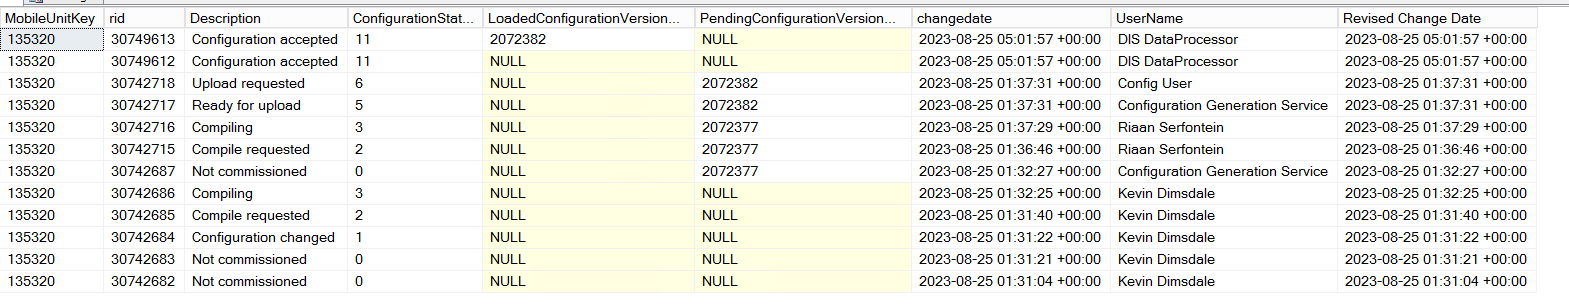 MobileUnitKey rid Description ConfigurationStat... LoadedConfigurationVersion... PendingConfigurationVersion... changedate UserName Revised Change Date
135320 30749613 Configuration accepted 11 2072382 NULL 2023-08-25 05:01:57 +00:00 DIS DataProcessor 2023-08-25 05:01:57 +00:00
135320 30749612 Configuration accepted 11 NULL NULL 2023-08-25 05:01:57 +00:00 DIS DataProcessor 2023-08-25 05:01:57 +00:00
135320 30742718 Upload requested 6 NULL 2072382 2023-08-25 01:37:31 +00:00 Config User 2023-08-25 01:37:31 +00:00
135320 30742717 Ready for upload 5 NULL 2072382 2023-08-25 01:37:31 +00:00 Configuration Generation Service 2023-08-25 01:37:31 +00:00
135320 30742716 Compiling 3 NULL 2072377 2023-08-25 01:37:29 +00:00 Riaan Serfontein 2023-08-25 01:37:29 +00:00
135320 30742715 Compile requested 2 NULL 2072377 2023-08-25 01:36:46 +00:00 Riaan Serfontein 2023-08-25 01:36:46 +00:00
135320 30742687 Not commissioned 0 NULL 2072377 2023-08-25 01:32:27 +00:00 Configuration Generation Service 2023-08-25 01:32:27 +00:00
135320 30742686 Compiling 3 NULL NULL 2023-08-25 01:32:25 +00:00 Kevin Dimsdale 2023-08-25 01:32:25 +00:00
135320 30742685 Compile requested 2 NULL NULL 2023-08-25 01:31:40 +00:00 Kevin Dimsdale 2023-08-25 01:31:40 +00:00
135320 30742684 Configuration changed 1 NULL NULL 2023-08-25 01:31:22 +00:00 Kevin Dimsdale 2023-08-25 01:31:22 +00:00
135320 30742683 Not commissioned 0 NULL NULL 2023-08-25 01:31:21 +00:00 Kevin Dimsdale 2023-08-25 01:31:21 +00:00
135320 30742682 Not commissioned 0 NULL NULL 2023-08-25 01:31:04 +00:00 Kevin Dimsdale 2023-08-25 01:31:04 +00:00